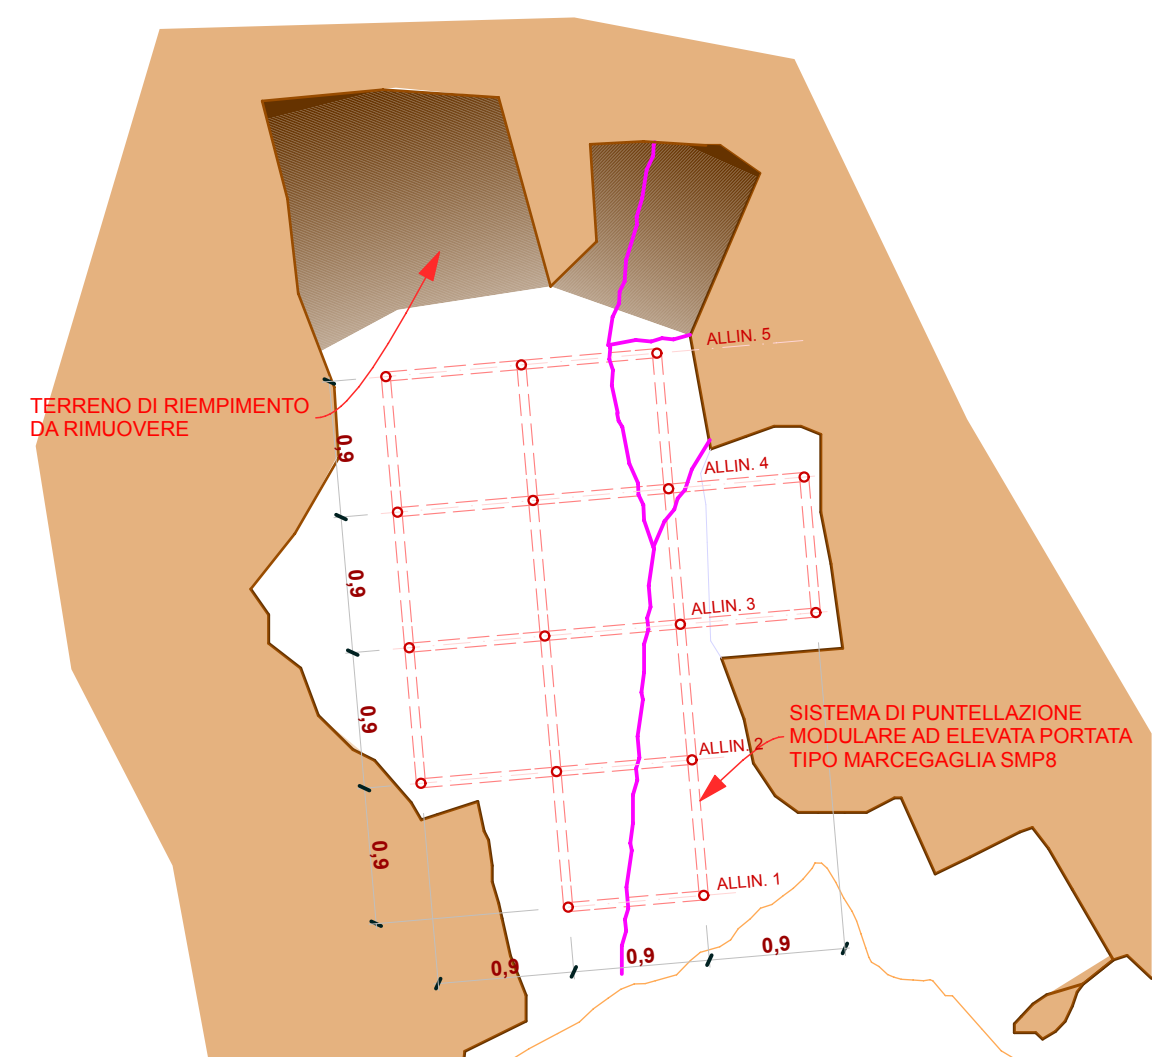 ALLIN. 5
TERRENO DI RIEMPIMENTO
DA RIMUOVERE
0,9
ALLIN. 4
0,9
ALLIN. 3
0,9
SISTEMA DI PUNTELLAZIONE
MODULARE AD ELEVATA PORTATA
TIPO MARCEGAGLIA SMP8
ALLIN. 2
0,9
ALLIN. 1
0,9
0,9
0,9